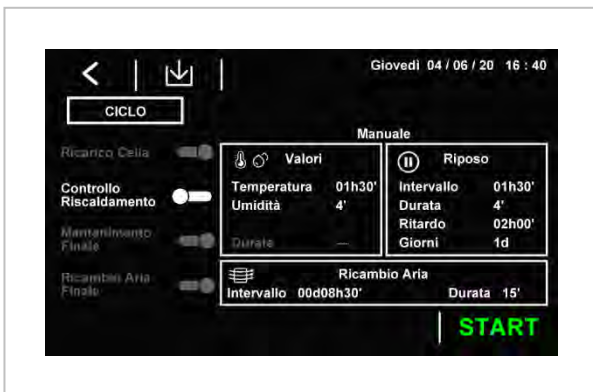 Giovedì 04 / 06 / 20 16 : 40
CICLO
Manuale
Ricarico Cella
Controllo
Riscaldamento
Mantenimento
Finale
Ricambio Aria
Finale
Valori
Temperatura 01h30'
Umidità 4'
Durata —
Riposo
Intervallo 01h30'
Durata 4'
Ritardo 02h00'
Giorni 1d
Ricambio Aria
Intervallo 00d08h30' Durata 15'
START